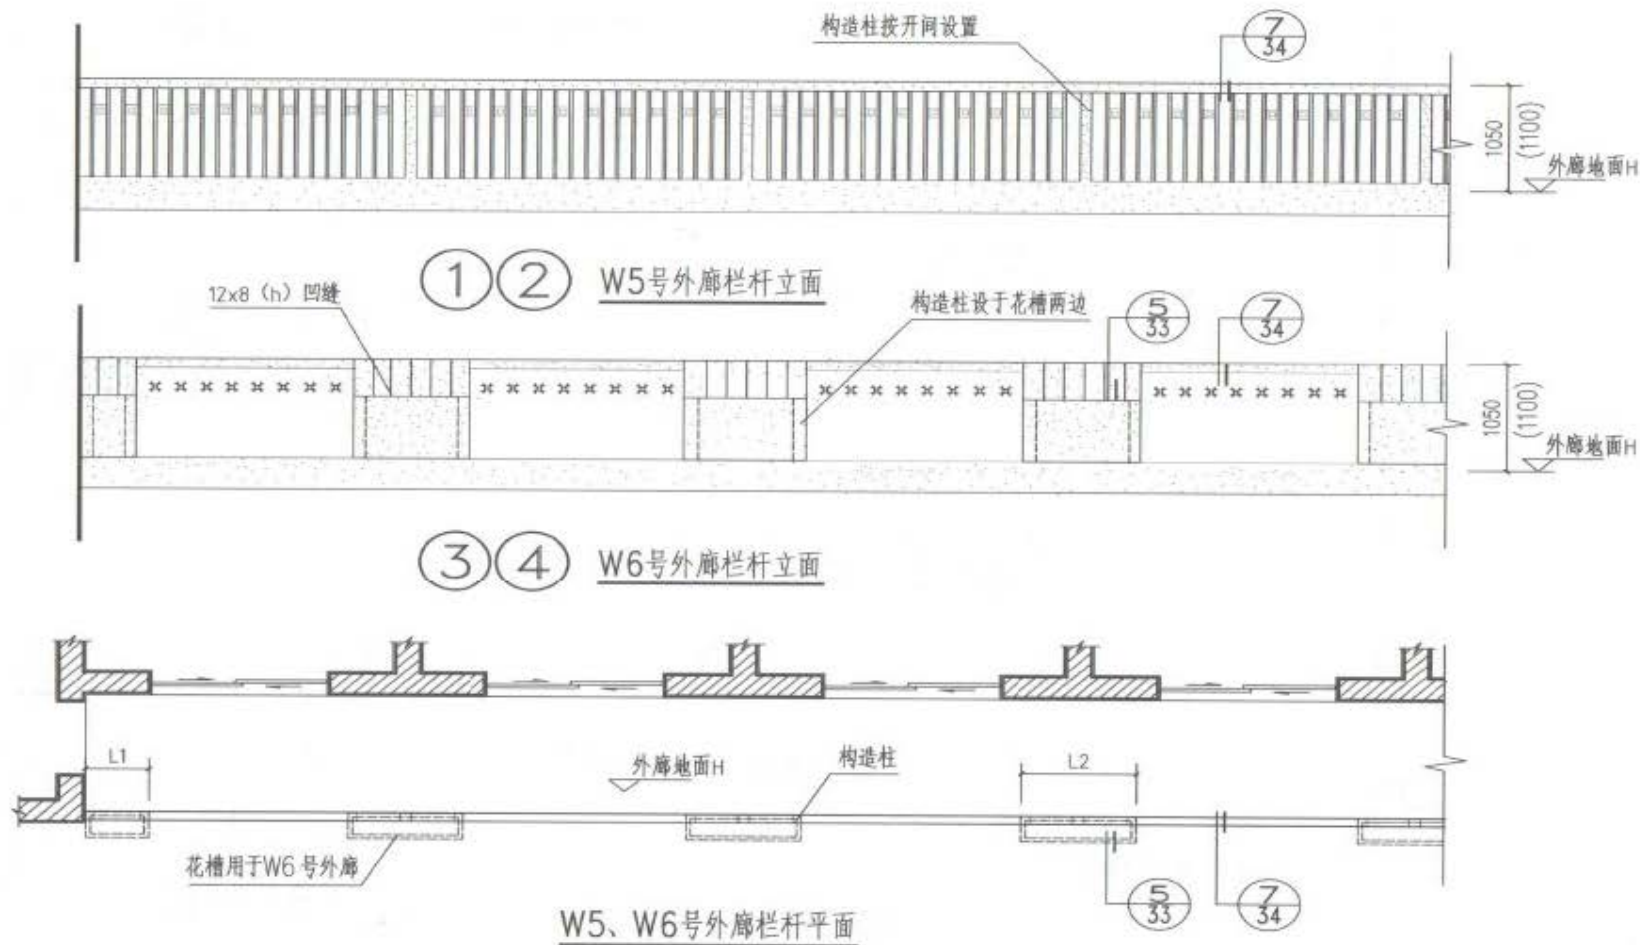 构造柱按开间设置
7
34
1050
(1100)
外廊地面H
① ② W5号外廊栏杆立面
12x8 (h) 凹缝
构造柱设于花槽两边
5
33
7
34
1050
(1100)
外廊地面H
③ ④ W6号外廊栏杆立面
L1
外廊地面H
构造柱
L2
花槽用于W6号外廊
5
33
7
34
W5、W6号外廊栏杆平面